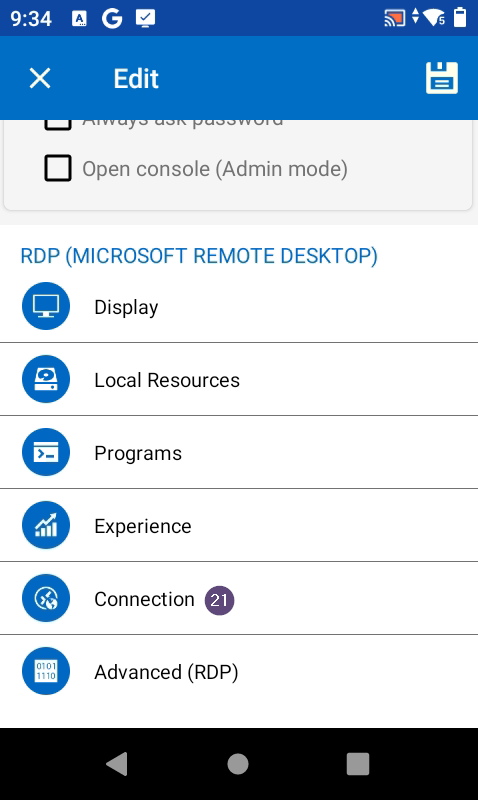 9:34
A
G
5
Edit
Always ask password
Open console (Admin mode)
RDP (MICROSOFT REMOTE DESKTOP)
Display
Local Resources
Programs
Experience
Connection 21
0101
1110
Advanced (RDP)